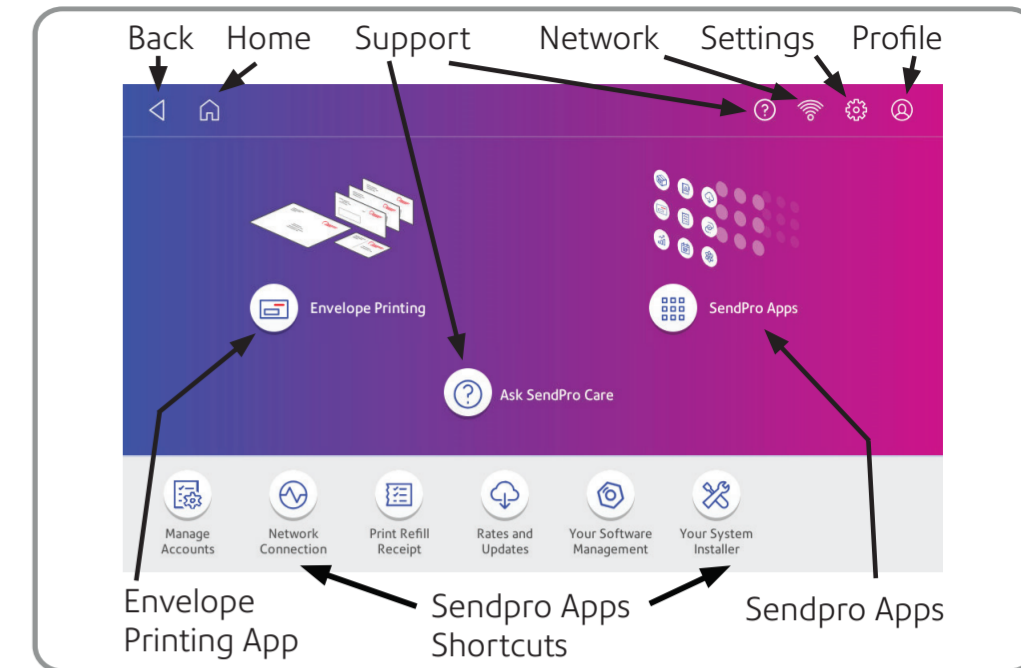 Back Home Support Network Settings Profile
Envelope Printing
SendPro Apps
Ask SendPro Care
Manage
Accounts
Network
Connection
Print Refill
Receipt
Rates and
Updates
Your Software
Management
Your System
Installer
Envelope
Printing App
Sendpro Apps
Shortcuts
Sendpro Apps